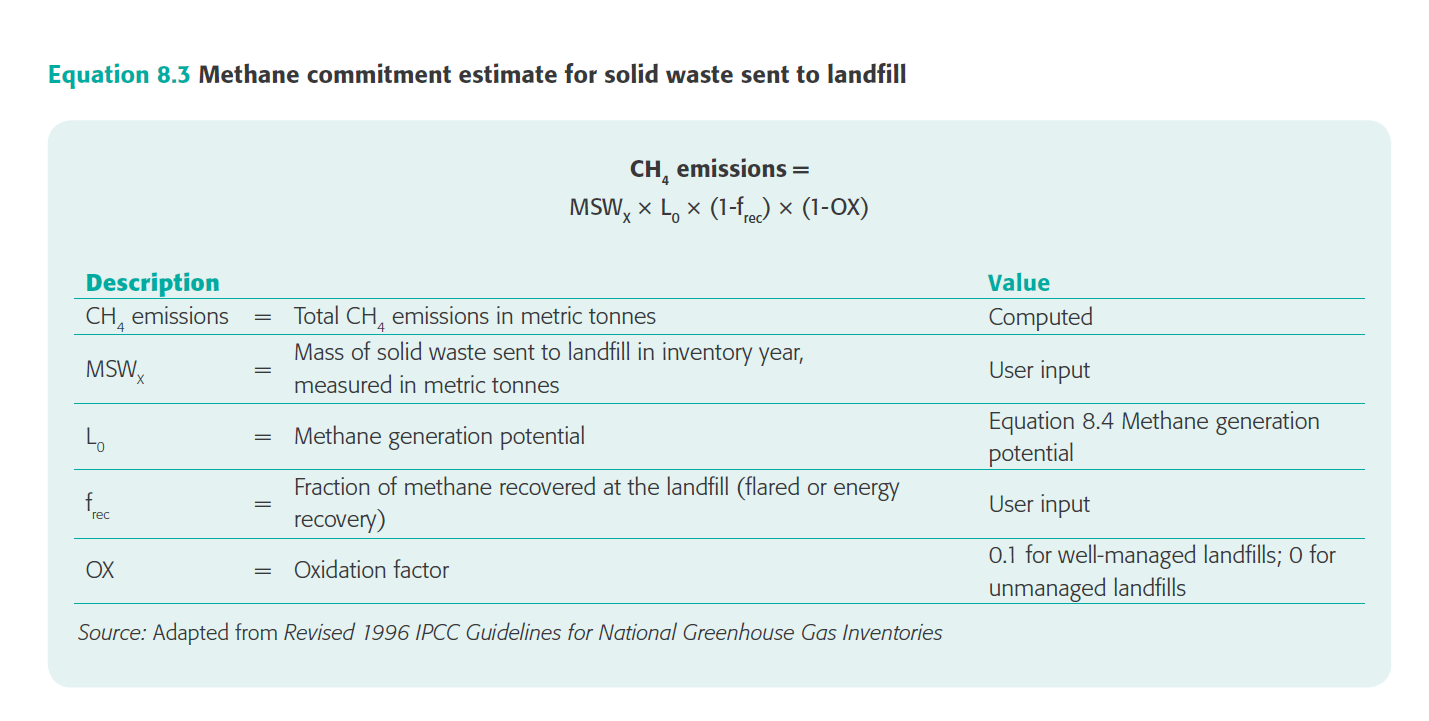 Equation 8.3 Methane commitment estimate for solid waste sent to landfill
CH₄ emissions =
MSWₓ × L₀ × (1-f_rec) × (1-OX)
Description Value
CH₄ emissions = Total CH₄ emissions in metric tonnes Computed
MSWₓ = Mass of solid waste sent to landfill in inventory year,
measured in metric tonnes User input
L₀ = Methane generation potential Equation 8.4 Methane generation
potential
f_rec = Fraction of methane recovered at the landfill (flared or energy
recovery) User input
OX = Oxidation factor 0.1 for well-managed landfills; 0 for
unmanaged landfills
Source: Adapted from Revised 1996 IPCC Guidelines for National Greenhouse Gas Inventories